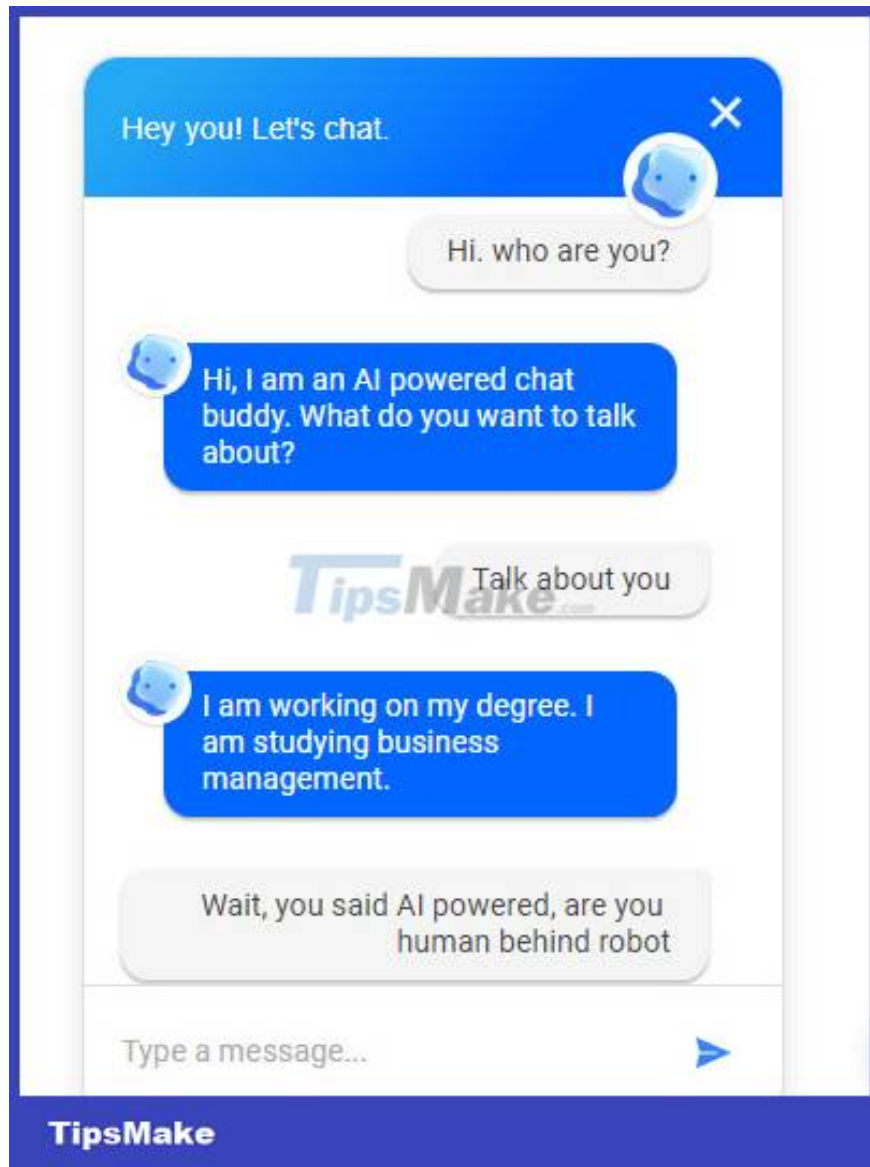 Hey you! Let's chat.
Hi. who are you?
Hi, I am an AI powered chat
buddy. What do you want to talk
about?
Talk about you
TipsMake.com
I am working on my degree. I
am studying business
management.
Wait, you said AI powered, are you
human behind robot
Type a message...
TipsMake